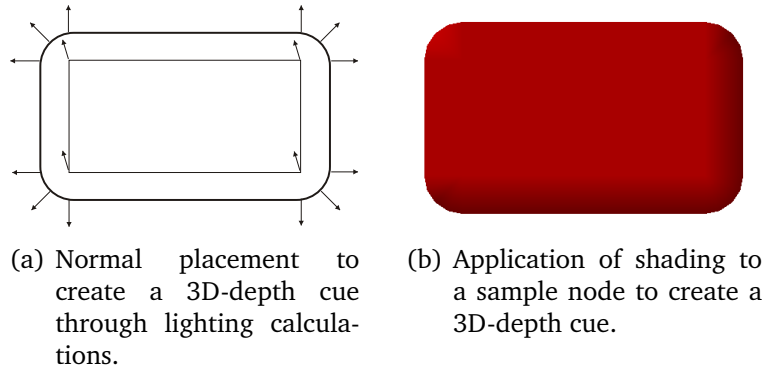 (a) Normal placement to
create a 3D-depth cue
through lighting calcula-
tions.
(b) Application of shading to
a sample node to create a
3D-depth cue.